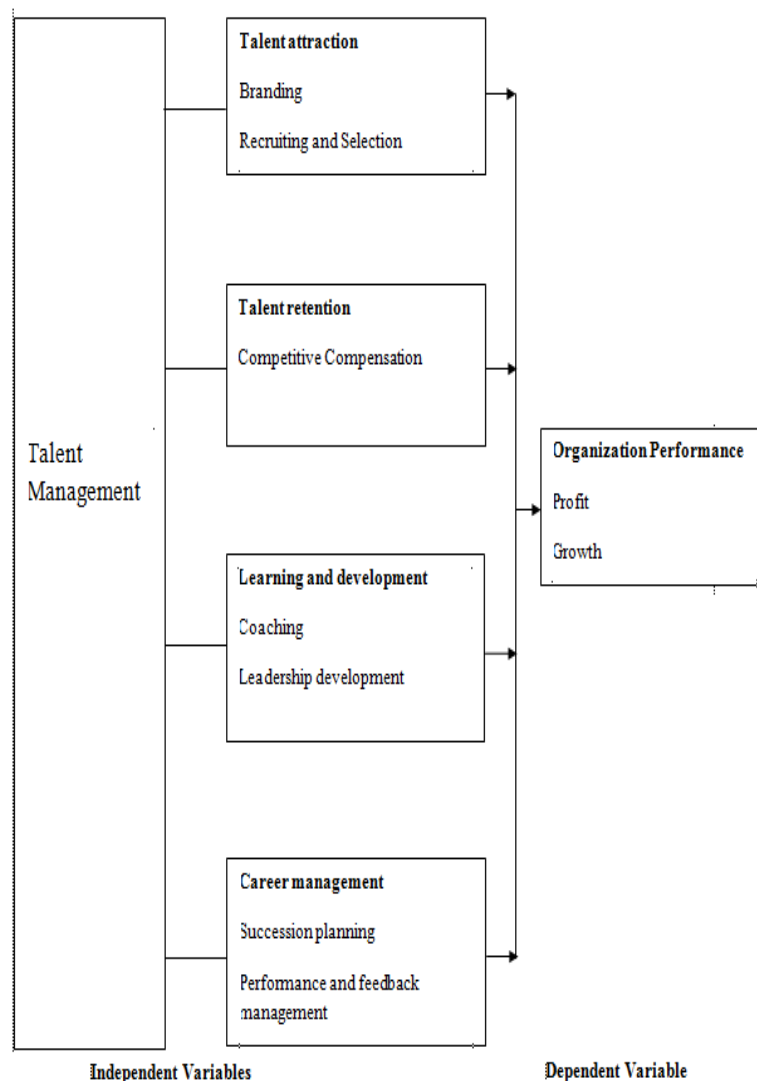 Talent attraction
Branding
Recruiting and Selection
Talent retention
Competitive Compensation
Talent
Management
Organization Performance
Profit
Growth
Learning and development
Coaching
Leadership development
Career management
Succession planning
Performance and feedback
management
Independent Variables
Dependent Variable